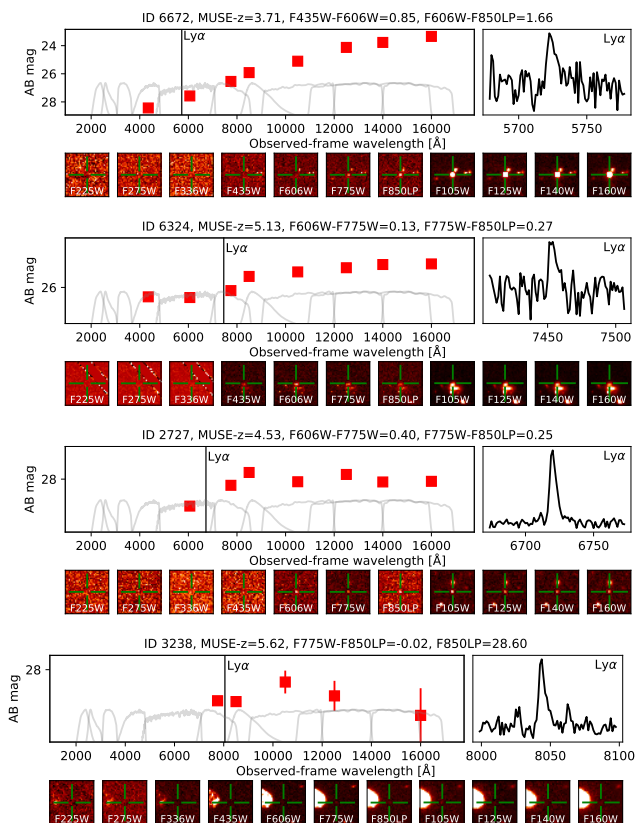 ID 6672, MUSE-z=3.71, F435W-F606W=0.85, F606W-F850LP=1.66
AB mag
24
26
28
Lyα
2000 4000 6000 8000 10000 12000 14000 16000
Observed-frame wavelength [Å]
Lyα
5700 5750
F225W F275W F336W F435W F606W F775W F850LP F105W F125W F140W F160W
ID 6324, MUSE-z=5.13, F606W-F775W=0.13, F775W-F850LP=0.27
AB mag
26
Lyα
2000 4000 6000 8000 10000 12000 14000 16000
Observed-frame wavelength [Å]
Lyα
7450 7500
F225W F275W F336W F435W F606W F775W F850LP F105W F125W F140W F160W
ID 2727, MUSE-z=4.53, F606W-F775W=0.40, F775W-F850LP=0.25
AB mag
28
Lyα
2000 4000 6000 8000 10000 12000 14000 16000
Observed-frame wavelength [Å]
Lyα
6700 6750
F225W F275W F336W F435W F606W F775W F850LP F105W F125W F140W F160W
ID 3238, MUSE-z=5.62, F775W-F850LP=-0.02, F850LP=28.60
AB mag
28
Lyα
2000 4000 6000 8000 10000 12000 14000 16000
Observed-frame wavelength [Å]
Lyα
8000 8050 8100
F225W F275W F336W F435W F606W F775W F850LP F105W F125W F140W F160W